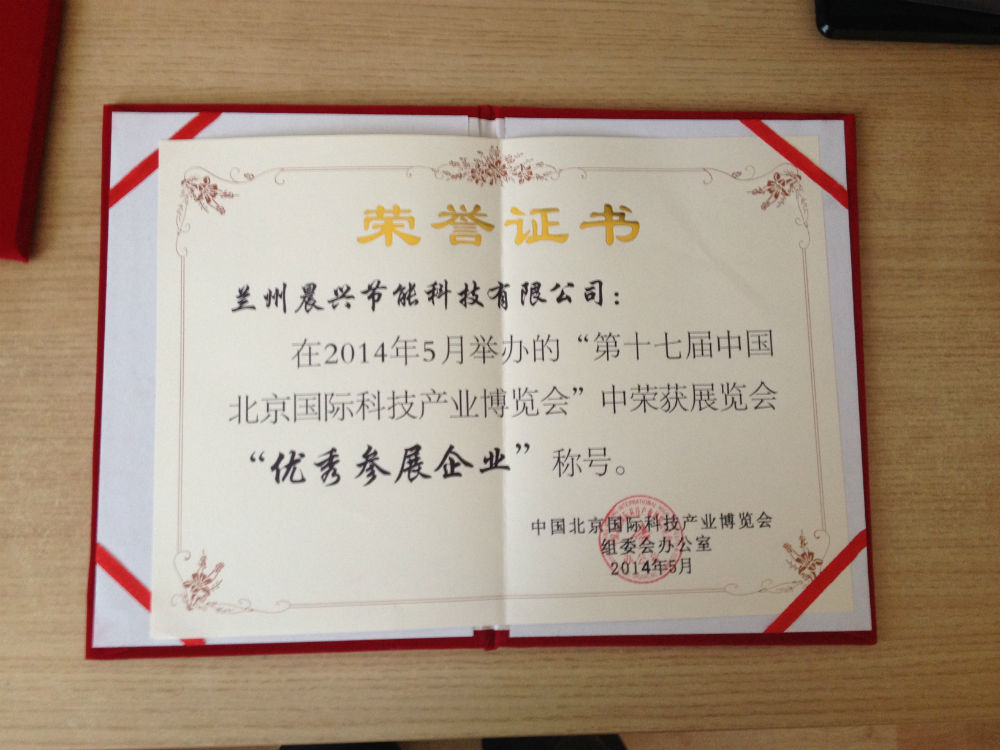 荣誉证书
兰州晨兴节能科技有限公司：
在2014年5月举办的“第十七届中国
北京国际科技产业博览会”中荣获展览会
“优秀参展企业”称号。
中国北京国际科技产业博览会
组委会办公室
2014年5月